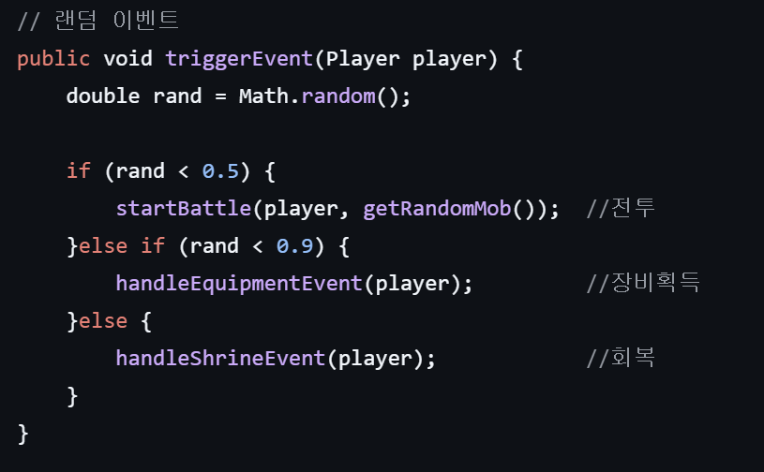 // 랜덤 이벤트
public void triggerEvent(Player player) {
    double rand = Math.random();

    if (rand < 0.5) {
        startBattle(player, getRandomMob());  //전투
    }else if (rand < 0.9) {
        handleEquipmentEvent(player);         //장비획득
    }else {
        handleShrineEvent(player);            //회복
    }
}